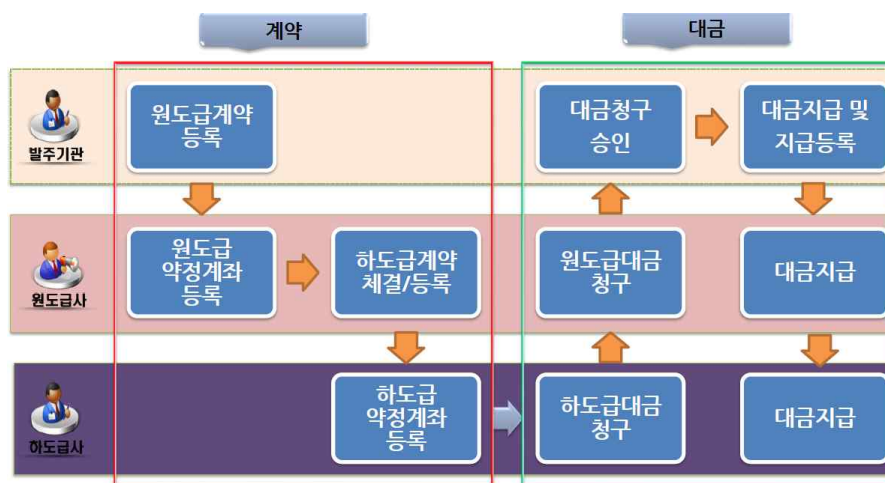 계약
대금
발주기관
원도급계약
등록
대금청구
승인
대금지급 및
지급등록
원도급사
원도급
약정계좌
등록
하도급계약
체결/등록
원도급대금
청구
대금지급
하도급사
하도급
약정계좌
등록
하도급대금
청구
대금지급